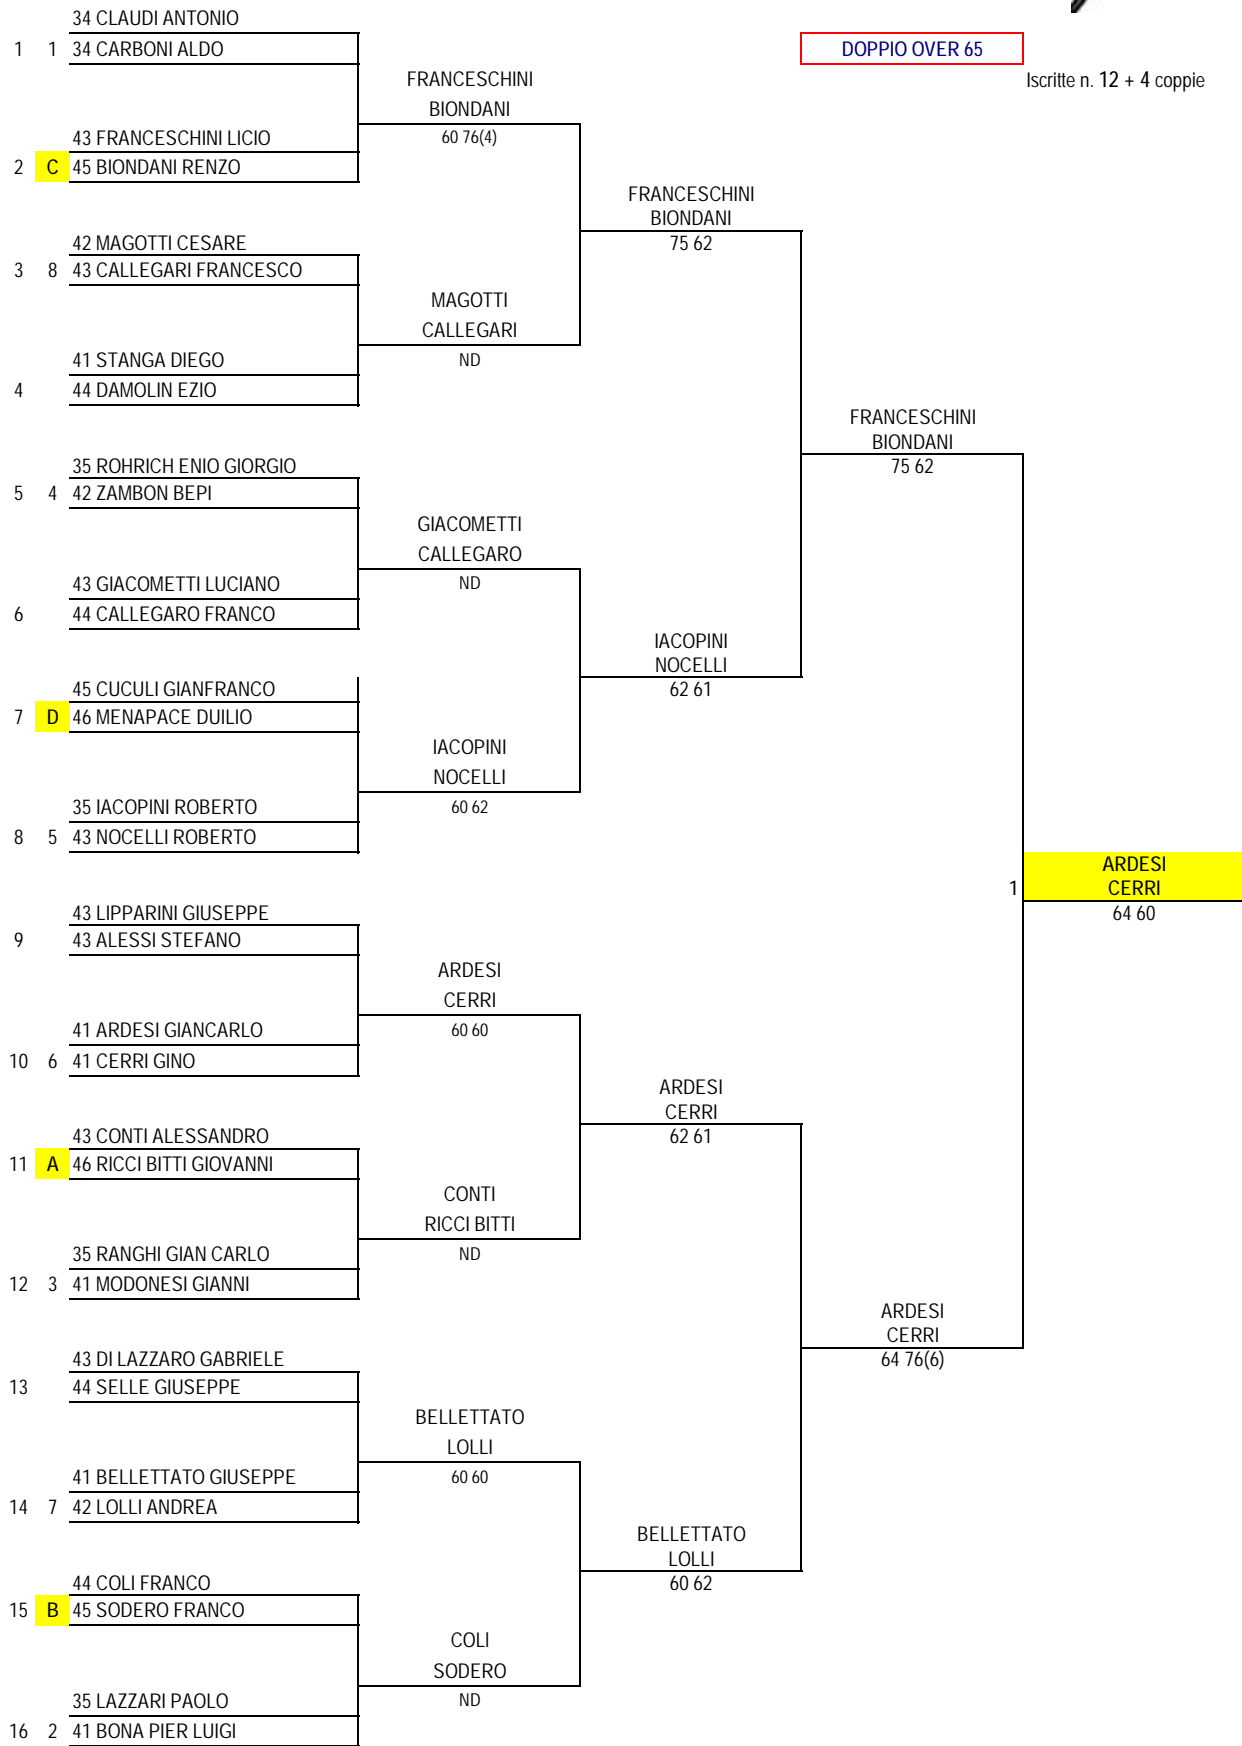 34 CLAUDI ANTONIO
1 1 34 CARBONI ALDO
DOPPIO OVER 65
Iscritte n. 12 + 4 coppie
FRANCESCHINI
BIONDANI
60 76(4)
43 FRANCESCHINI LICIO
2 C 45 BIONDANI RENZO
FRANCESCHINI
BIONDANI
75 62
42 MAGOTTI CESARE
3 8 43 CALLEGARI FRANCESCO
MAGOTTI
CALLEGARI
ND
41 STANGA DIEGO
4 44 DAMOLIN EZIO
FRANCESCHINI
BIONDANI
75 62
35 ROHRICH ENIO GIORGIO
5 4 42 ZAMBON BEPI
GIACOMETTI
CALLEGARO
ND
43 GIACOMETTI LUCIANO
6 44 CALLEGARO FRANCO
IACOPINI
NOCELLI
62 61
45 CUCULI GIANFRANCO
7 D 46 MENAPACE DUILIO
IACOPINI
NOCELLI
60 62
35 IACOPINI ROBERTO
8 5 43 NOCELLI ROBERTO
ARDESI
1 CERRI
64 60
43 LIPPARINI GIUSEPPE
9 43 ALESSI STEFANO
ARDESI
CERRI
60 60
41 ARDESI GIANCARLO
10 6 41 CERRI GINO
ARDESI
CERRI
62 61
43 CONTI ALESSANDRO
11 A 46 RICCI BITTI GIOVANNI
CONTI
RICCI BITTI
ND
35 RANGHI GIAN CARLO
12 3 41 MODONESI GIANNI
ARDESI
CERRI
64 76(6)
43 DI LAZZARO GABRIELE
13 44 SELLE GIUSEPPE
BELLETTATO
LOLLI
60 60
41 BELLETTATO GIUSEPPE
14 7 42 LOLLI ANDREA
BELLETTATO
LOLLI
60 62
44 COLI FRANCO
15 B 45 SODERO FRANCO
COLI
SODERO
ND
35 LAZZARI PAOLO
16 2 41 BONA PIER LUIGI